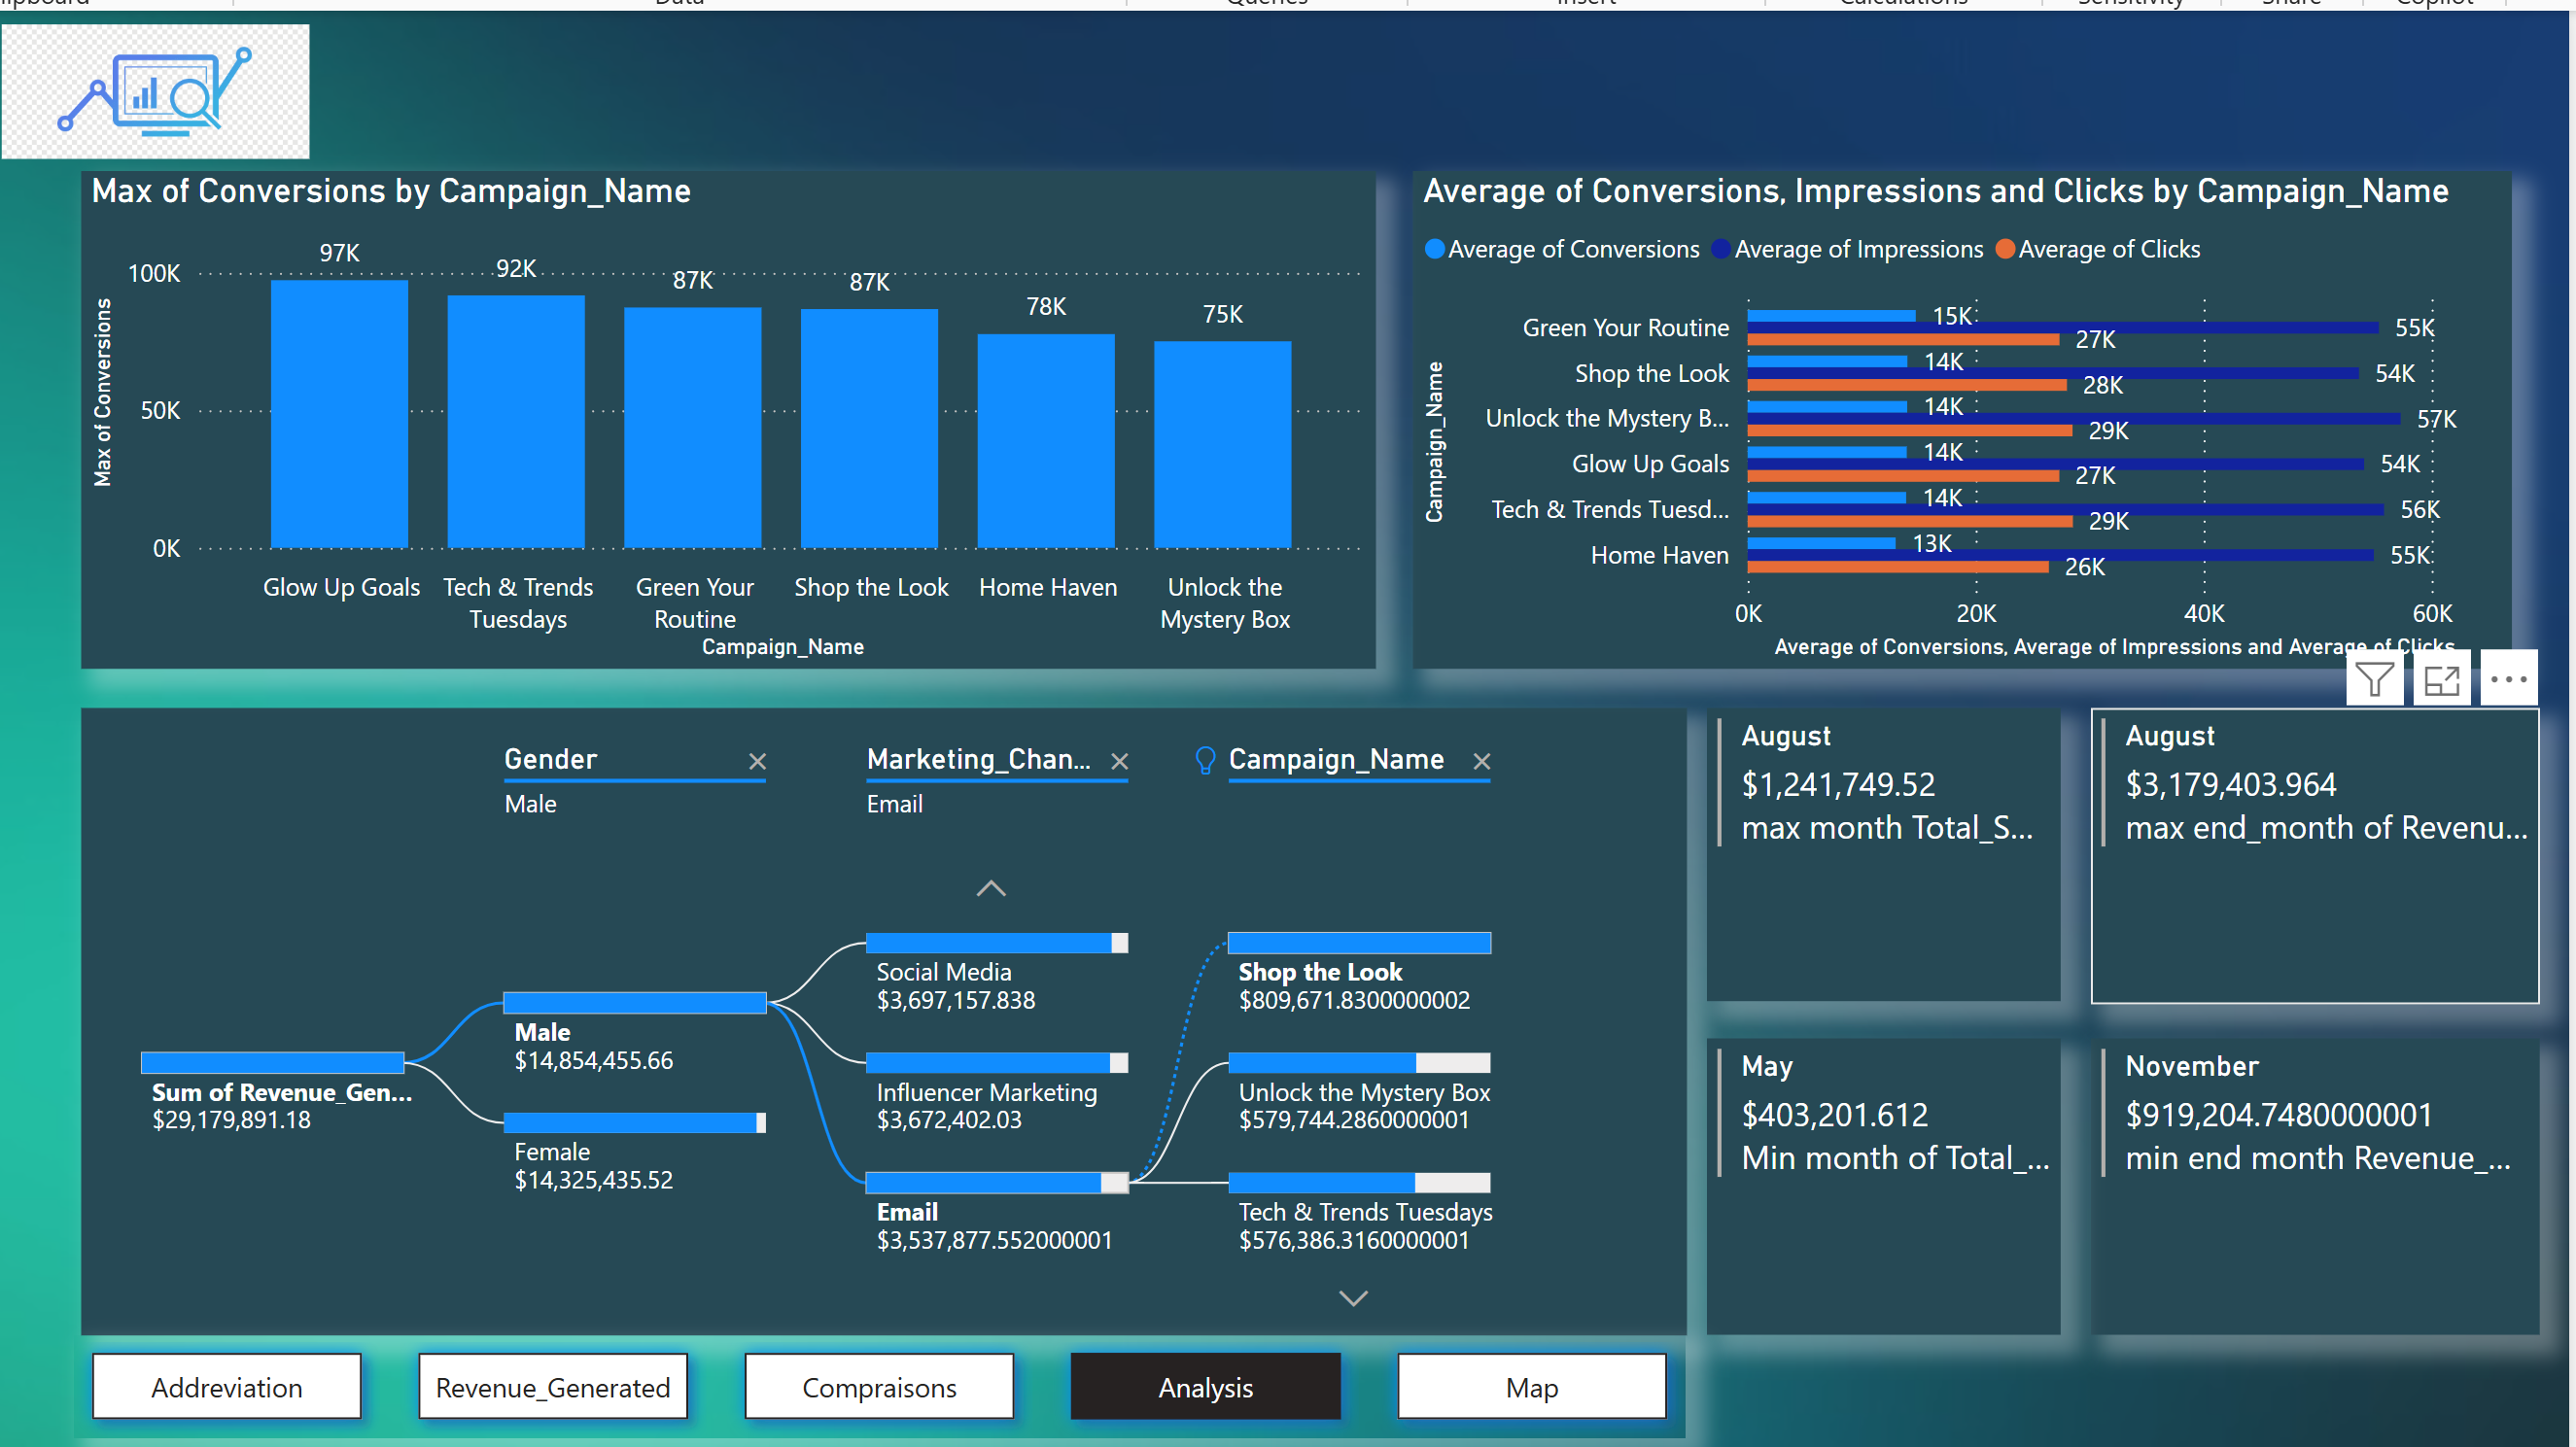 Data
Queries
Insert
Calculations
Sensitivity
Share
Copilot
Max of Conversions by Campaign_Name
Max of Conversions
100K
50K
0K
97K
92K
87K
87K
78K
75K
Glow Up Goals
Tech & Trends
Tuesdays
Green Your
Routine
Shop the Look
Home Haven
Unlock the
Mystery Box
Campaign_Name
Average of Conversions, Impressions and Clicks by Campaign_Name
Average of Conversions
Average of Impressions
Average of Clicks
Campaign_Name
Green Your Routine
15K
55K
27K
Shop the Look
14K
54K
28K
Unlock the Mystery B...
14K
57K
29K
Glow Up Goals
14K
54K
27K
Tech & Trends Tuesd...
14K
56K
29K
Home Haven
13K
55K
26K
0K
20K
40K
60K
Average of Conversions, Average of Impressions and Average of Clicks
Gender
Male
Marketing_Chan...
Email
Campaign_Name
Sum of Revenue_Gen...
$29,179,891.18
Male
$14,854,455.66
Female
$14,325,435.52
Social Media
$3,697,157.838
Influencer Marketing
$3,672,402.03
Email
$3,537,877.552000001
Shop the Look
$809,671.8300000002
Unlock the Mystery Box
$579,744.2860000001
Tech & Trends Tuesdays
$576,386.3160000001
August
$1,241,749.52
max month Total_S...
August
$3,179,403.964
max end_month of Revenu...
May
$403,201.612
Min month of Total_...
November
$919,204.7480000001
min end month Revenue_...
Addreviation
Revenue_Generated
Compraisons
Analysis
Map